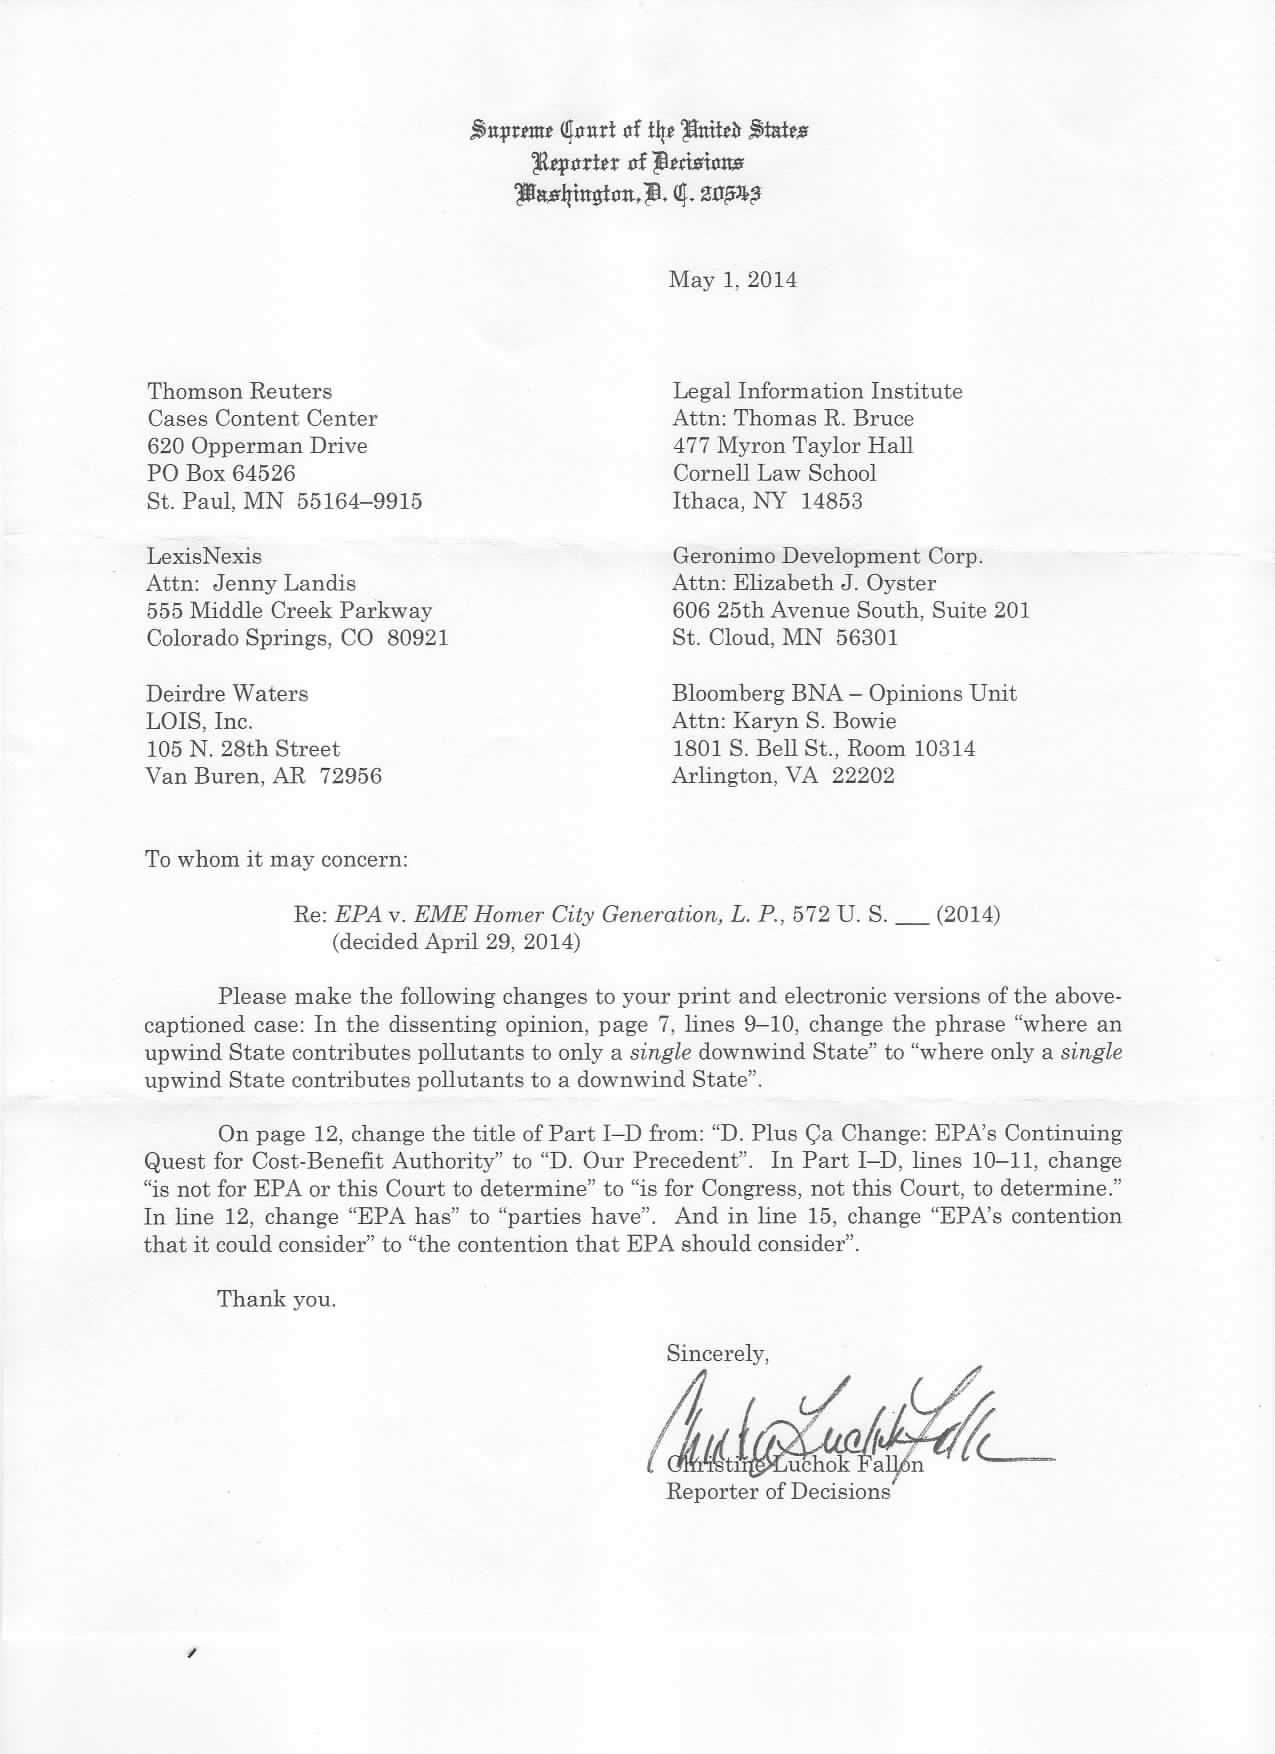 Supreme Court of the United States
Reporter of Decisions
Washington, D. C. 20543
May 1, 2014
Thomson Reuters
Cases Content Center
620 Opperman Drive
PO Box 64526
St. Paul, MN  55164–9915
Legal Information Institute
Attn: Thomas R. Bruce
477 Myron Taylor Hall
Cornell Law School
Ithaca, NY  14853
LexisNexis
Attn:  Jenny Landis
555 Middle Creek Parkway
Colorado Springs, CO  80921
Geronimo Development Corp.
Attn: Elizabeth J. Oyster
606 25th Avenue South, Suite 201
St. Cloud, MN  56301
Deirdre Waters
LOIS, Inc.
105 N. 28th Street
Van Buren, AR  72956
Bloomberg BNA – Opinions Unit
Attn: Karyn S. Bowie
1801 S. Bell St., Room 10314
Arlington, VA  22202
To whom it may concern:
Re: EPA v. EME Homer City Generation, L. P., 572 U. S. ___ (2014)
(decided April 29, 2014)
Please make the following changes to your print and electronic versions of the above-
captioned case: In the dissenting opinion, page 7, lines 9–10, change the phrase “where an
upwind State contributes pollutants to only a single downwind State” to “where only a single
upwind State contributes pollutants to a downwind State”.
On page 12, change the title of Part I–D from: “D. Plus Ça Change: EPA’s Continuing
Quest for Cost-Benefit Authority” to “D. Our Precedent”.  In Part I–D, lines 10–11, change
“is not for EPA or this Court to determine” to “is for Congress, not this Court, to determine.”
In line 12, change “EPA has” to “parties have”.  And in line 15, change “EPA’s contention
that it could consider” to “the contention that EPA should consider”.
Thank you.
Sincerely,
Christine Luchok Fallon
Christine Luchok Fallon
Reporter of Decisions